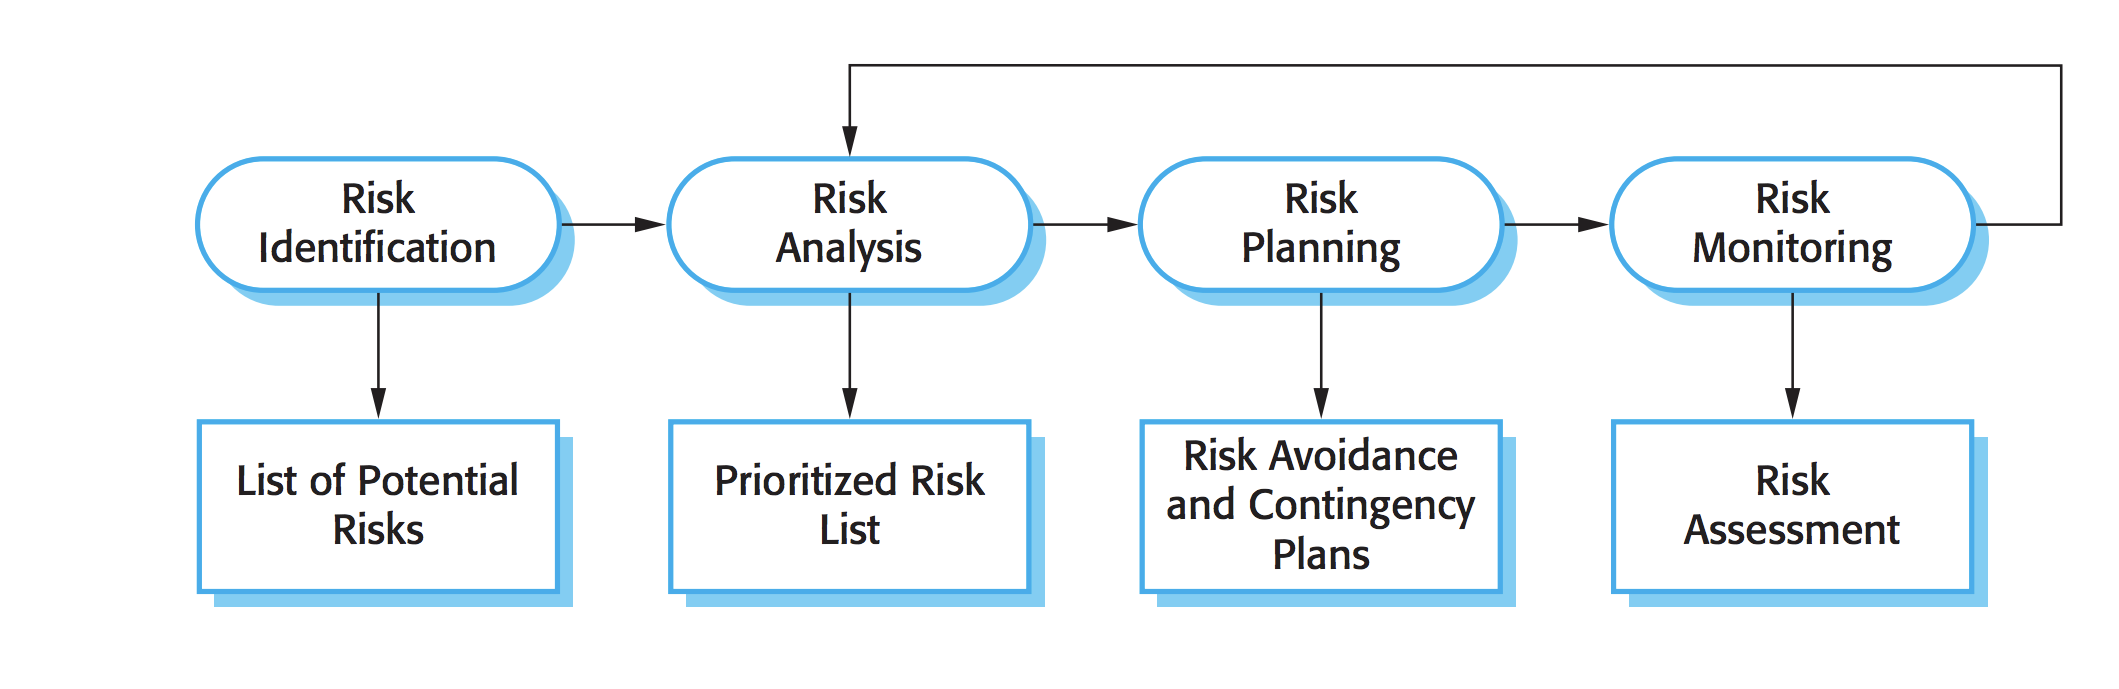 Risk
Identification
Risk
Analysis
Risk
Planning
Risk
Monitoring
List of Potential
Risks
Prioritized Risk
List
Risk Avoidance
and Contingency
Plans
Risk
Assessment